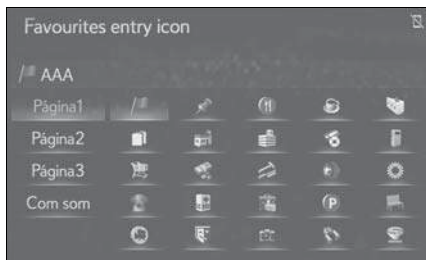 Favourites entry icon
AAA
Página1
Página2
Página3
Com som